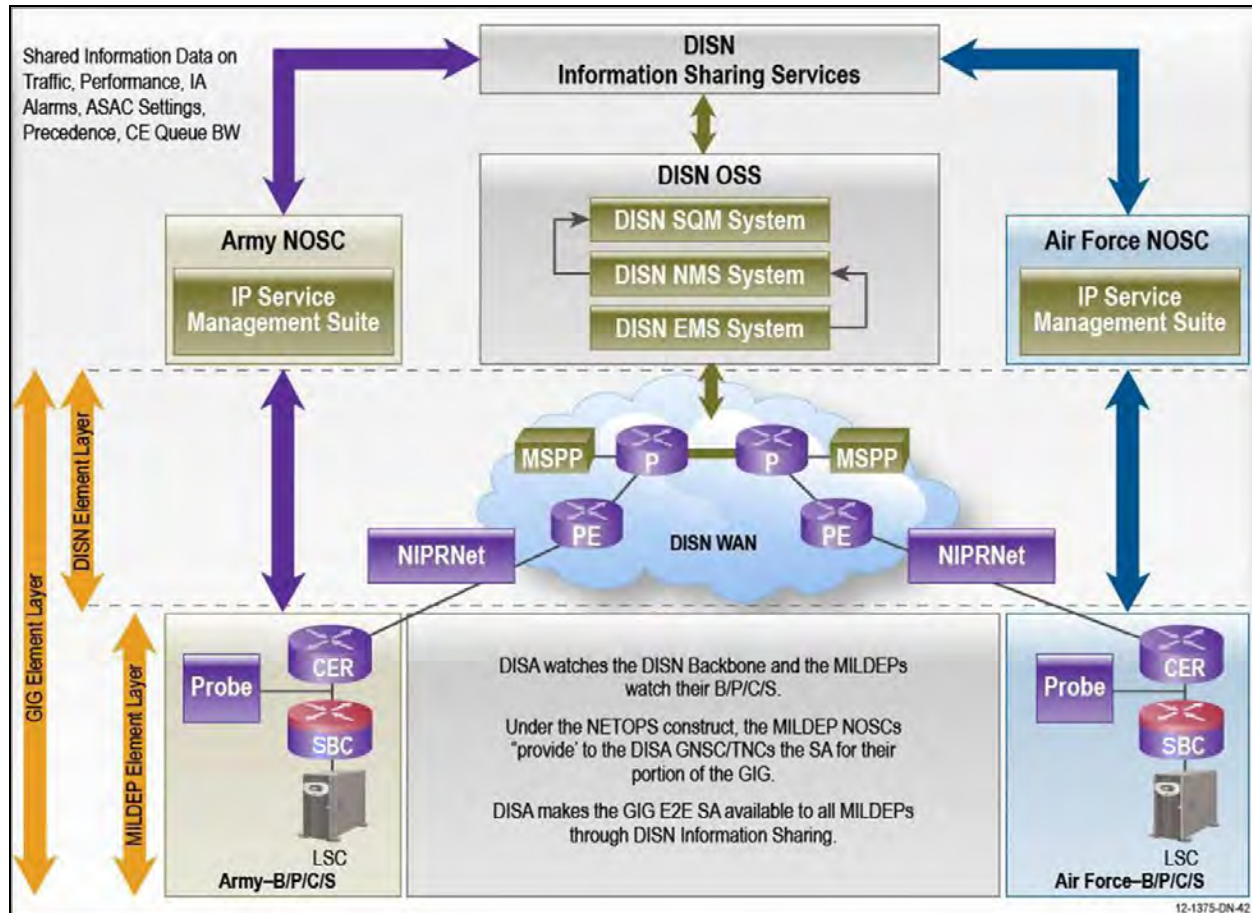 Shared Information Data on
Traffic, Performance, IA
Alarms, ASAC Settings,
Precedence, CE Queue BW
DISN
Information Sharing Services
DISN OSS
DISN SQM System
DISN NMS System
DISN EMS System
Army NOSC
IP Service
Management Suite
Air Force NOSC
IP Service
Management Suite
GIG Element Layer
DISN Element Layer
MILDEP Element Layer
MSPP
P
P
MSPP
PE
PE
DISN WAN
NIPRNet
NIPRNet
CER
Probe
SBC
LSC
Army–B/P/C/S
DISA watches the DISN Backbone and the MILDEPs
watch their B/P/C/S.
Under the NETOPS construct, the MILDEP NOSCs
“provide’ to the DISA GNSC/TNCs the SA for their
portion of the GIG.
DISA makes the GIG E2E SA available to all MILDEPs
through DISN Information Sharing.
CER
Probe
SBC
LSC
Air Force–B/P/C/S
12-1375-DN-42